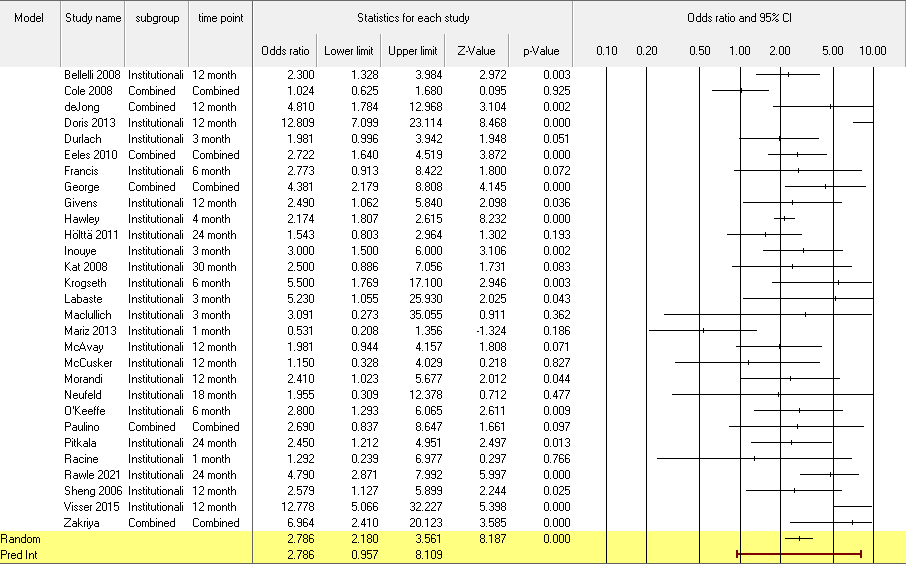 Model Study name subgroup time point Statistics for each study Odds ratio and 95% CI
Odds ratio Lower limit Upper limit Z-Value p-Value 0.10 0.20 0.50 1.00 2.00 5.00 10.00
Bellelli 2008 Institutionali 12 month 2.300 1.328 3.984 2.972 0.003
Cole 2008 Combined Combined 1.024 0.625 1.680 0.095 0.925
deJong Combined 12 month 4.810 1.784 12.968 3.104 0.002
Doris 2013 Institutionali 12 month 12.809 7.099 23.114 8.468 0.000
Durlach Institutionali 3 month 1.981 0.996 3.942 1.948 0.051
Eeles 2010 Combined Combined 2.722 1.640 4.519 3.872 0.000
Francis Institutionali 6 month 2.773 0.913 8.422 1.800 0.072
George Combined Combined 4.381 2.179 8.808 4.145 0.000
Givens Institutionali 12 month 2.490 1.062 5.840 2.098 0.036
Hawley Institutionali 4 month 2.174 1.807 2.615 8.232 0.000
Hölttä 2011 Institutionali 24 month 1.543 0.803 2.964 1.302 0.193
Inouye Institutionali 3 month 3.000 1.500 6.000 3.106 0.002
Kat 2008 Institutionali 30 month 2.500 0.886 7.056 1.731 0.083
Krogseth Institutionali 6 month 5.500 1.769 17.100 2.946 0.003
Labaste Institutionali 3 month 5.230 1.055 25.930 2.025 0.043
Maclullich Institutionali 3 month 3.091 0.273 35.055 0.911 0.362
Mariz 2013 Institutionali 1 month 0.531 0.208 1.356 -1.324 0.186
McAvay Institutionali 12 month 1.981 0.944 4.157 1.808 0.071
McCusker Institutionali 12 month 1.150 0.328 4.029 0.218 0.827
Morandi Institutionali 12 month 2.410 1.023 5.677 2.012 0.044
Neufeld Institutionali 18 month 1.955 0.309 12.378 0.712 0.477
O'Keeffe Institutionali 6 month 2.800 1.293 6.065 2.611 0.009
Paulino Combined Combined 2.690 0.837 8.647 1.661 0.097
Pitkala Institutionali 24 month 2.450 1.212 4.951 2.497 0.013
Racine Institutionali 1 month 1.292 0.239 6.977 0.297 0.766
Rawle 2021 Institutionali 24 month 4.790 2.871 7.992 5.997 0.000
Sheng 2006 Institutionali 12 month 2.579 1.127 5.899 2.244 0.025
Visser 2015 Institutionali 12 month 12.778 5.066 32.227 5.398 0.000
Zakriya Combined Combined 6.964 2.410 20.123 3.585 0.000
Random 2.786 2.180 3.561 8.187 0.000
Pred Int 2.786 0.957 8.109